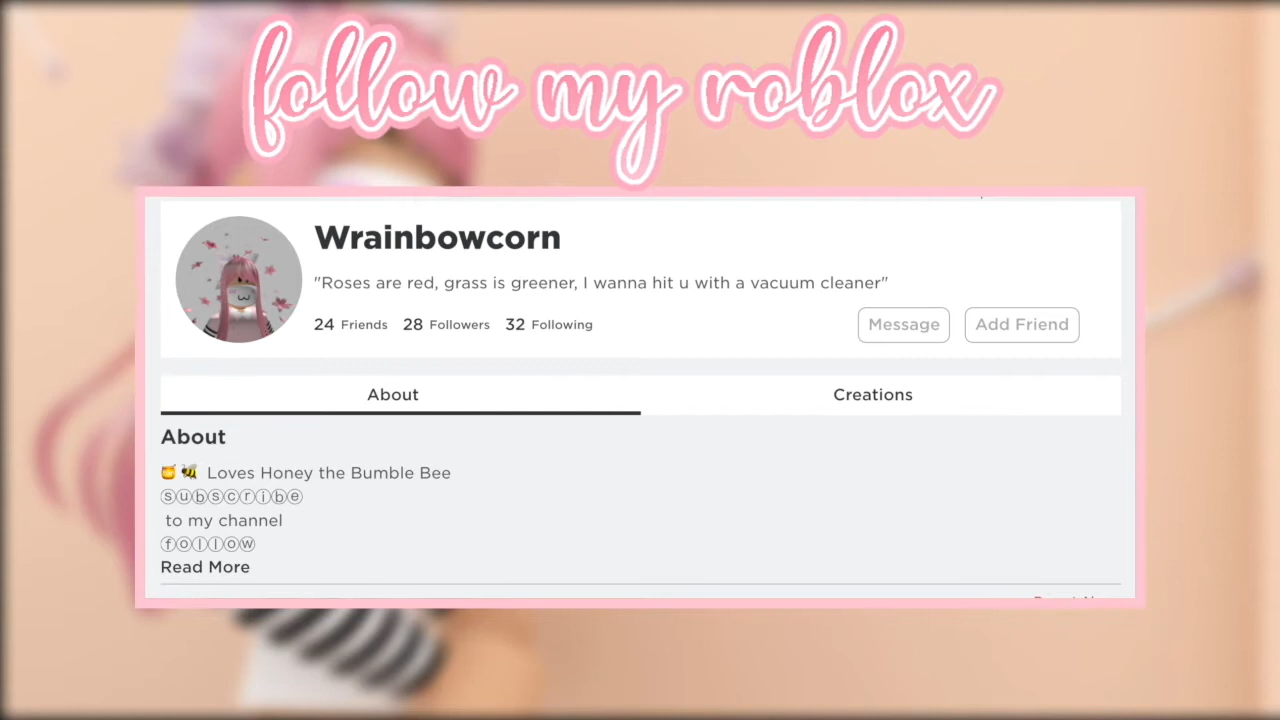 follow my roblox
Wrainbowcorn
"Roses are red, grass is greener, I wanna hit u with a vacuum cleaner"
24 Friends 28 Followers 32 Following
Message Add Friend
About Creations
About
🍯🐝 Loves Honey the Bumble Bee
ⓢⓤⓑⓢⓒⓡⓘⓑⓔ
to my channel
ⓕⓞⓛⓛⓞⓦ
Read More